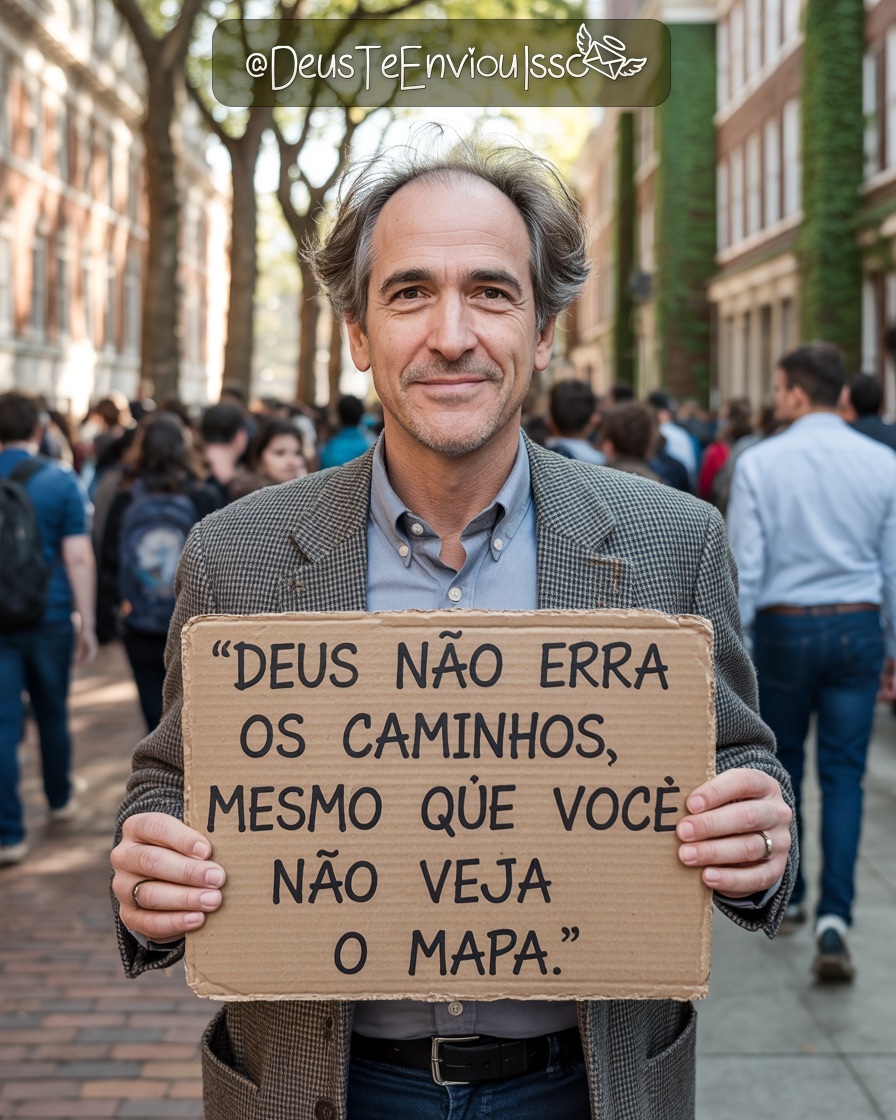 @DeusTeEnviouIsso
“DEUS NÃO ERRA
OS CAMINHOS,
MESMO QUE VOCÊ
NÃO VEJA
O MAPA.”